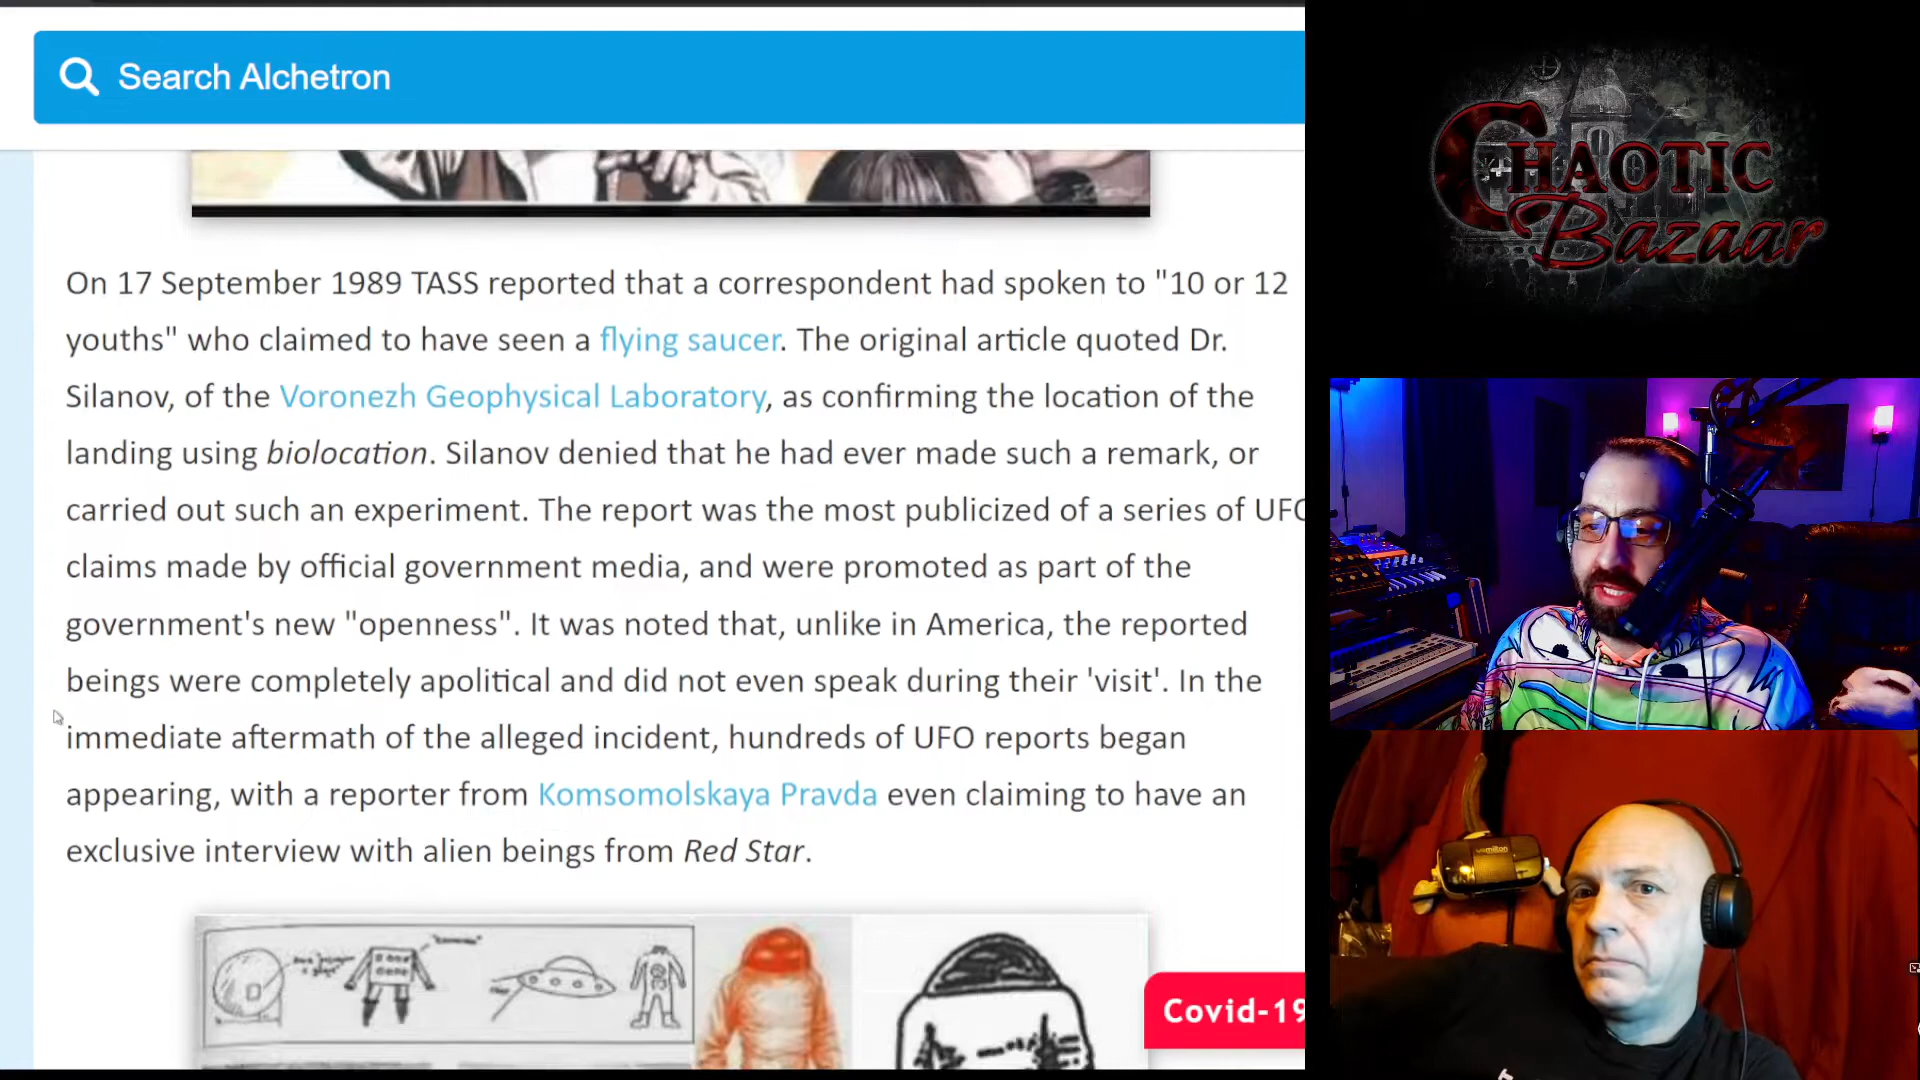 Search Alchetron
On 17 September 1989 TASS reported that a correspondent had spoken to "10 or 12
youths" who claimed to have seen a flying saucer. The original article quoted Dr.
Silanov, of the Voronezh Geophysical Laboratory, as confirming the location of the
landing using biolocation. Silanov denied that he had ever made such a remark, or
carried out such an experiment. The report was the most publicized of a series of UFO
claims made by official government media, and were promoted as part of the
government's new "openness". It was noted that, unlike in America, the reported
beings were completely apolitical and did not even speak during their 'visit'. In the
immediate aftermath of the alleged incident, hundreds of UFO reports began
appearing, with a reporter from Komsomolskaya Pravda even claiming to have an
exclusive interview with alien beings from Red Star.
Covid-19
CHAOTIC
Bazaar